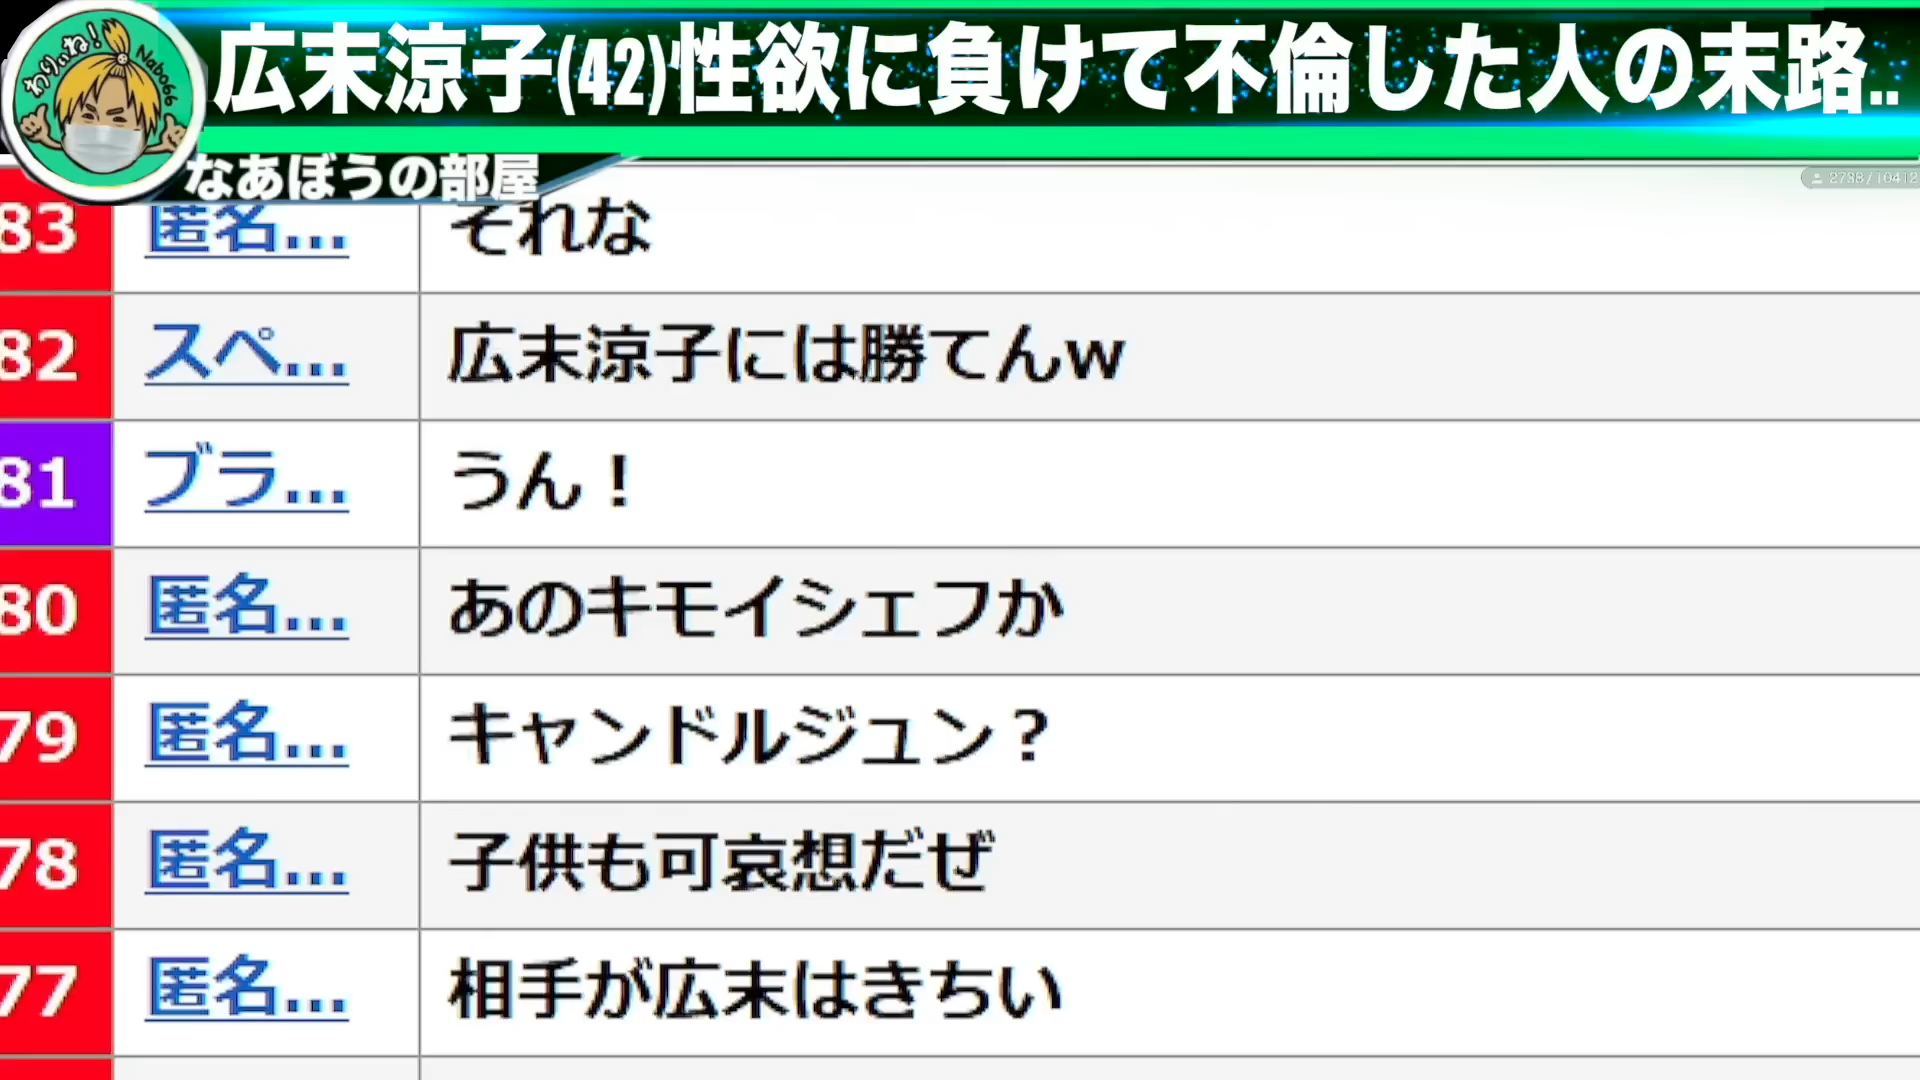 わりぃね!
Nabo66
広末涼子(42)性欲に負けて不倫した人の末路..
なあぼうの部屋
2788/10412
83 匿名... それな
82 スペ... 広末涼子には勝てんw
81 ブラ... うん！
80 匿名... あのキモイシェフか
79 匿名... キャンドルジュン？
78 匿名... 子供も可哀想だぜ
77 匿名... 相手が広末はきちい